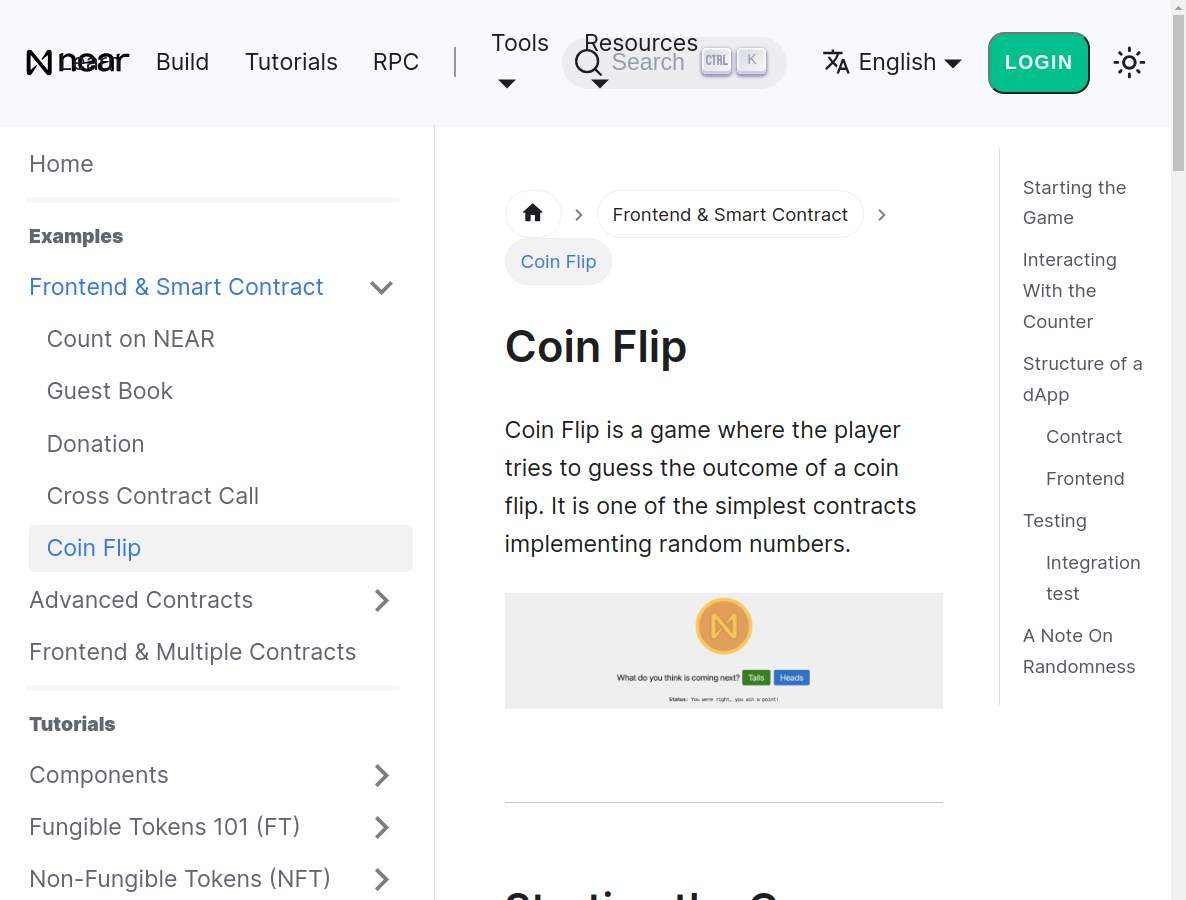 near
Learn
Build
Tutorials
RPC
Tools
Resources
Search
CTRL
K
English
LOGIN
Home
Examples
Frontend & Smart Contract
Count on NEAR
Guest Book
Donation
Cross Contract Call
Coin Flip
Advanced Contracts
Frontend & Multiple Contracts
Tutorials
Components
Fungible Tokens 101 (FT)
Non-Fungible Tokens (NFT)
Frontend & Smart Contract
Coin Flip
Coin Flip
Coin Flip is a game where the player
tries to guess the outcome of a coin
flip. It is one of the simplest contracts
implementing random numbers.
What do you think is coming next?
Tails
Heads
Status: You were right, you win a point!
Starting the
Game
Interacting
With the
Counter
Structure of a
dApp
Contract
Frontend
Testing
Integration
test
A Note On
Randomness